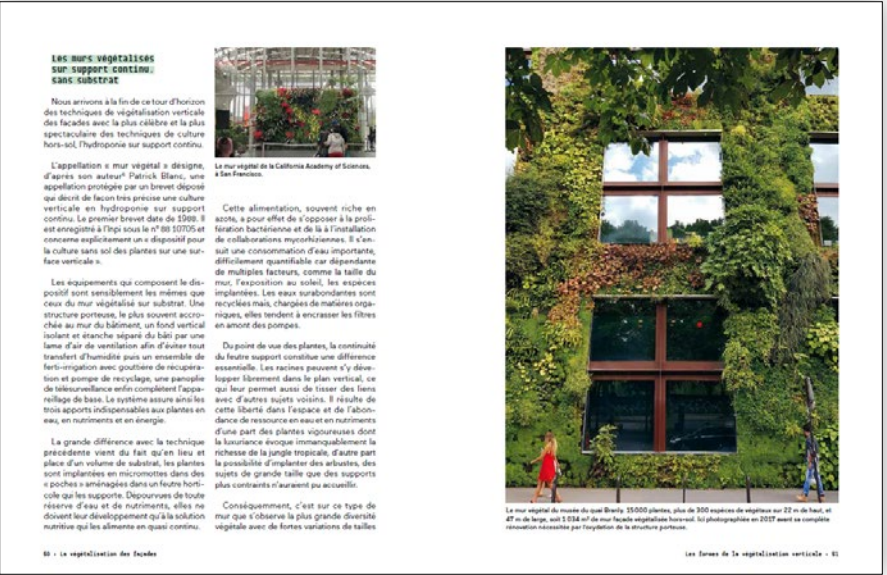 Les murs végétalisés
sur support continu,
sans substrat
Nous arrivons à la fin de ce tour d'horizon
des techniques de végétalisation verticale
des façades avec la plus célèbre et la plus
spectaculaire des techniques de culture
hors-sol, l'hydroponie sur support continu.
L'appellation « mur végétal » désigne,
d'après son auteur⁶ Patrick Blanc, une
appellation protégée par un brevet déposé
qui décrit de façon très précise une culture
verticale en hydroponie sur support
continu. Le premier brevet date de 1988. Il
est enregistré à l'Inpi sous le n° 88 10705 et
concerne explicitement un « dispositif pour
la culture sans sol des plantes sur une sur-
face verticale ».
Les équipements qui composent le dis-
positif sont sensiblement les mêmes que
ceux du mur végétalisé sur substrat. Une
structure porteuse, le plus souvent accro-
chée au mur du bâtiment, un fond vertical
isolant et étanche séparé du bâti par une
lame d'air de ventilation afin d'éviter tout
transfert d'humidité puis un ensemble de
ferti-irrigation avec gouttière de récupéra-
tion et pompe de recyclage, une panoplie
de télésurveillance enfin complètent l'appa-
reillage de base. Le système assure ainsi les
trois apports indispensables aux plantes en
eau, en nutriments et en énergie.
La grande différence avec la technique
précédente vient du fait qu'en lieu et
place d'un volume de substrat, les plantes
sont implantées en micromottes dans des
« poches » aménagées dans un feutre horti-
cole qui les supporte. Dépourvues de toute
réserve d'eau et de nutriments, elles ne
doivent leur développement qu'à la solution
nutritive qui les alimente en quasi continu.
Le mur végétal de la California Academy of Sciences,
à San Francisco.
Cette alimentation, souvent riche en
azote, a pour effet de s'opposer à la proli-
fération bactérienne et de là à l'installation
de collaborations mycorhiziennes. Il s'en-
suit une consommation d'eau importante,
difficilement quantifiable car dépendante
de multiples facteurs, comme la taille du
mur, l'exposition au soleil, les espèces
implantées. Les eaux surabondantes sont
recyclées mais, chargées de matières orga-
niques, elles tendent à encrasser les filtres
en amont des pompes.
Du point de vue des plantes, la continuité
du feutre support constitue une différence
essentielle. Les racines peuvent s'y déve-
lopper librement dans le plan vertical, ce
qui leur permet aussi de tisser des liens
avec d'autres sujets voisins. Il résulte de
cette liberté dans l'espace et de l'abon-
dance de ressource en eau et en nutriments
d'une part des plantes vigoureuses dont
la luxuriance évoque immanquablement la
richesse de la jungle tropicale, d'autre part
la possibilité d'implanter des arbustes, des
sujets de grande taille que des supports
plus contraints n'auraient pu accueillir.
Conséquemment, c'est sur ce type de
mur que s'observe la plus grande diversité
végétale avec de fortes variations de tailles
Le mur végétal du musée du quai Branly. 15 000 plantes, plus de 300 espèces de végétaux sur 22 m de haut, et
47 m de large, soit 1 034 m² de mur façade végétalisée hors-sol. Ici photographiée en 2017 avant sa complète
rénovation nécessitée par l'oxydation de la structure porteuse.
50 - La végétalisation des façades
Les formes de la végétalisation verticale - 51